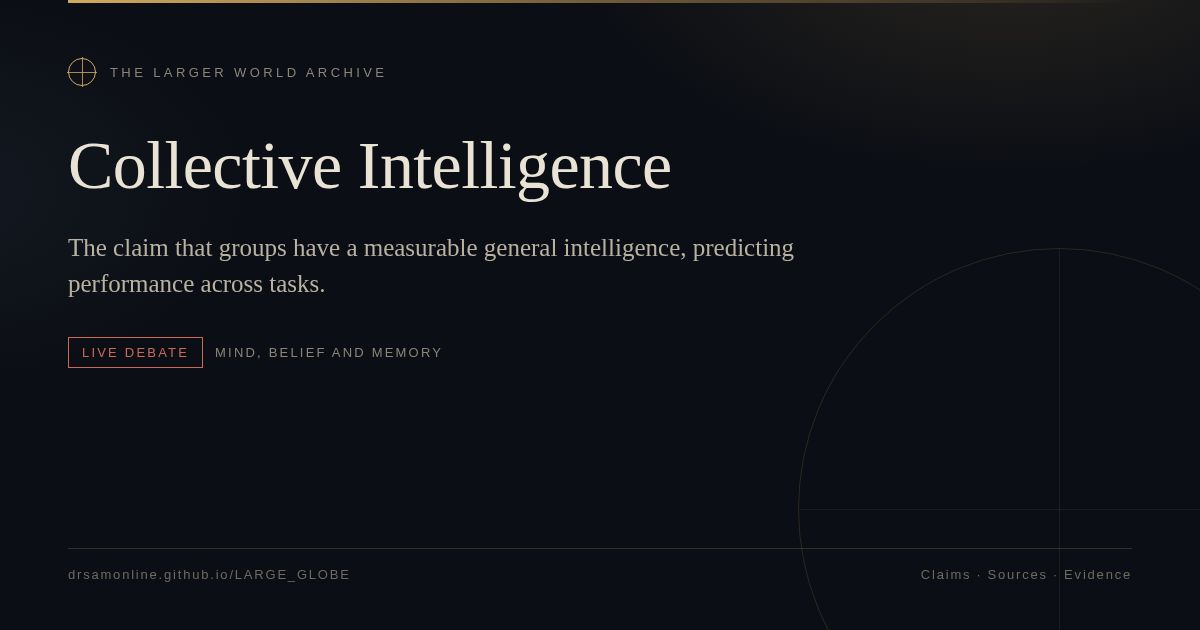 THE LARGER WORLD ARCHIVE
Collective Intelligence
The claim that groups have a measurable general intelligence, predicting
performance across tasks.
LIVE DEBATE
MIND, BELIEF AND MEMORY
drsamonline.github.io/LARGE_GLOBE
Claims · Sources · Evidence